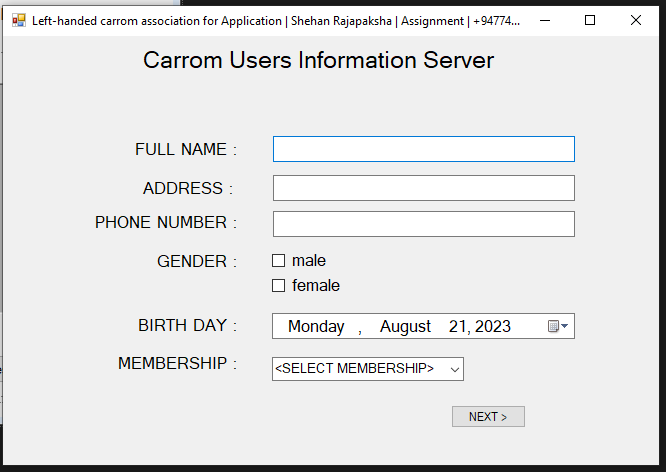 Left-handed carrom association for Application | Shehan Rajapaksha | Assignment | +94774...
Carrom Users Information Server
FULL NAME :
ADDRESS :
PHONE NUMBER :
GENDER :
male
female
BIRTH DAY :
Monday , August 21, 2023
MEMBERSHIP :
<SELECT MEMBERSHIP>
NEXT >